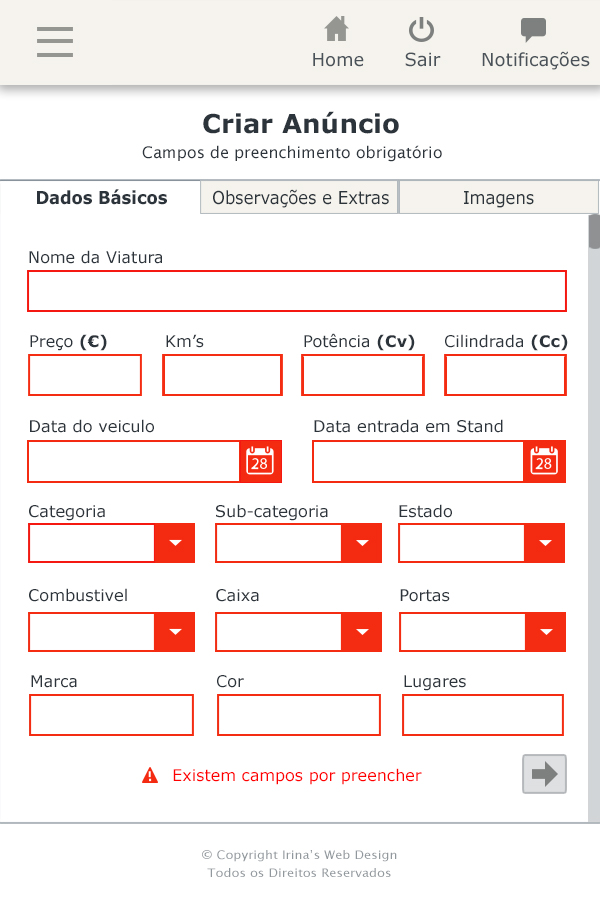 Home Sair Notificações
Criar Anúncio
Campos de preenchimento obrigatório
Dados Básicos Observações e Extras Imagens
Nome da Viatura
Preço (€) Km’s Potência (Cv) Cilindrada (Cc)
Data do veiculo Data entrada em Stand
28 28
Categoria Sub-categoria Estado
Combustivel Caixa Portas
Marca Cor Lugares
Existem campos por preencher
© Copyright Irina’s Web Design
Todos os Direitos Reservados